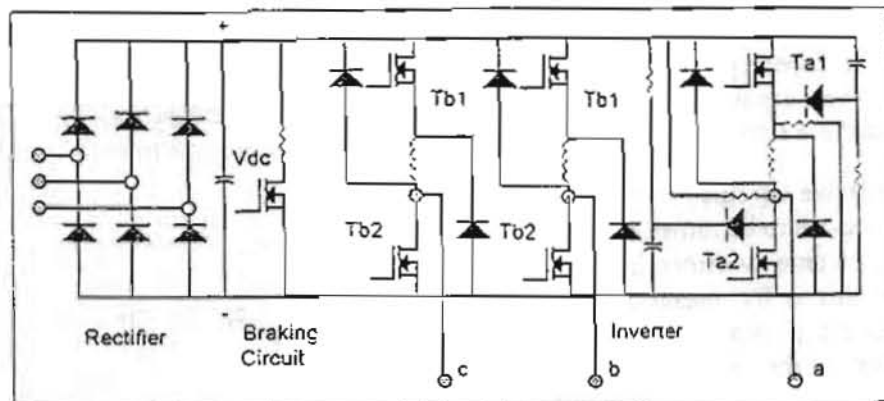 +
Ta1
Tb1
Tb1
Vdc
Tb2
Tb2
Ta2
-
Rectifier
Braking
Circuit
Inverter
c
b
a